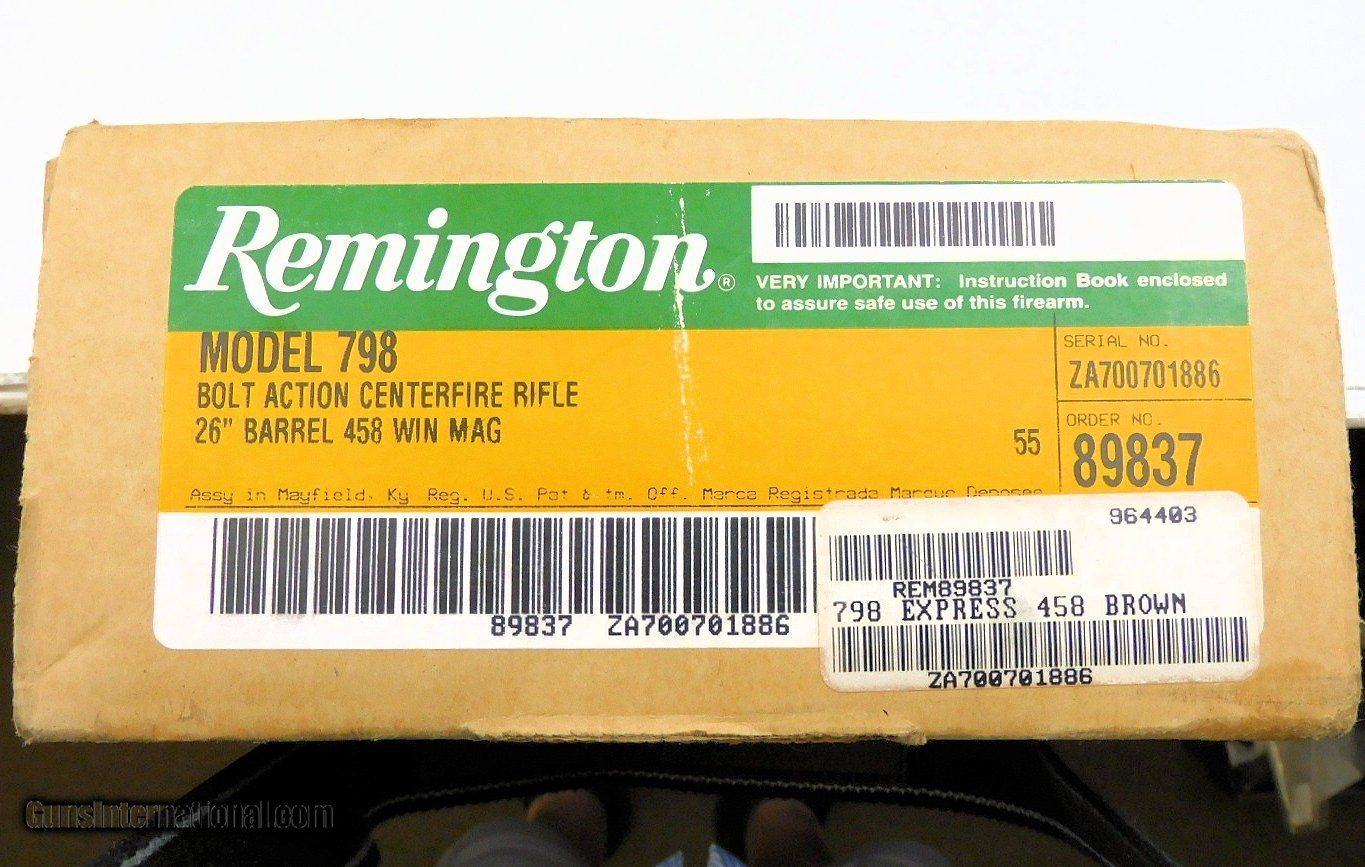 Remington®
VERY IMPORTANT: Instruction Book enclosed
to assure safe use of this firearm.
MODEL 798
BOLT ACTION CENTERFIRE RIFLE
26" BARREL 458 WIN MAG
55
SERIAL NO.
ZA700701886
ORDER NO.
89837
Assy in Mayfield, Ky Reg. U.S. Pat & tm. Off. Marca Registrada Marque Deposee
89837 ZA700701886
964403
REM89837
798 EXPRESS 458 BROWN
ZA700701886
GunsInternational.com